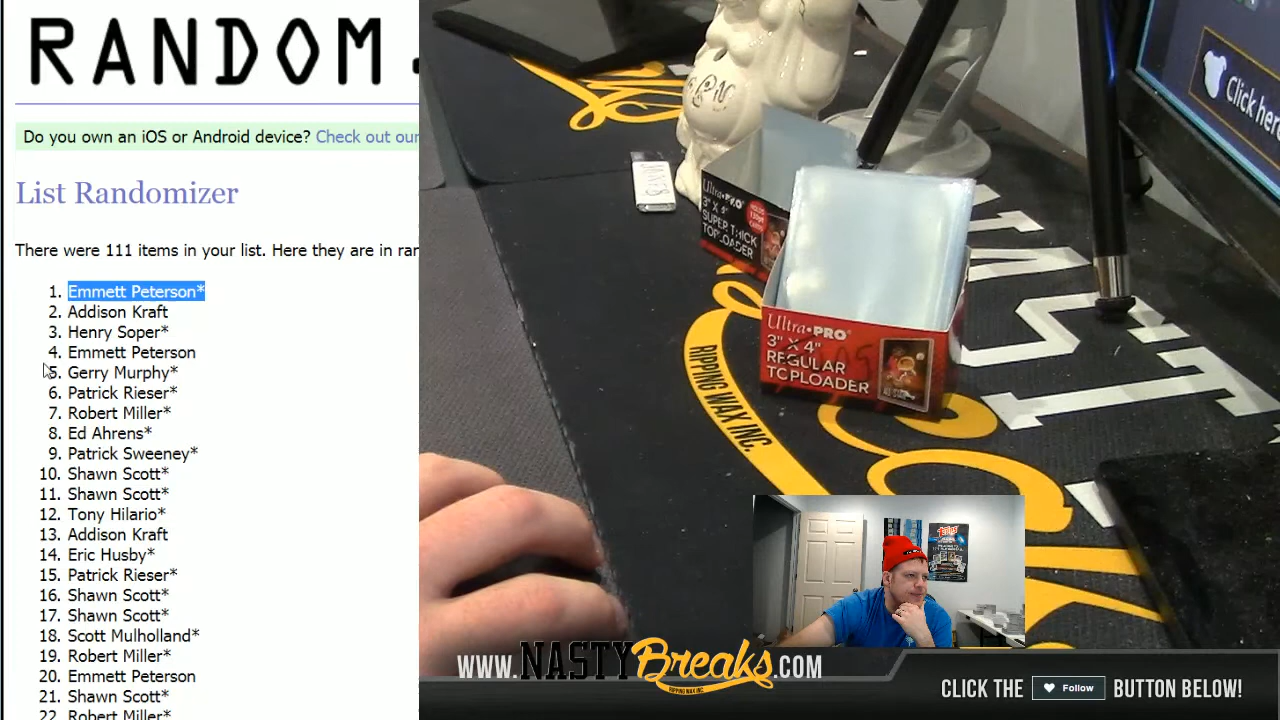 RANDOM.
Do you own an iOS or Android device? Check out our
List Randomizer
There were 111 items in your list. Here they are in rar
1. Emmett Peterson*
2. Addison Kraft
3. Henry Soper*
4. Emmett Peterson
5. Gerry Murphy*
6. Patrick Rieser*
7. Robert Miller*
8. Ed Ahrens*
9. Patrick Sweeney*
10. Shawn Scott*
11. Shawn Scott*
12. Tony Hilario*
13. Addison Kraft
14. Eric Husby*
15. Patrick Rieser*
16. Shawn Scott*
17. Shawn Scott*
18. Scott Mulholland*
19. Robert Miller*
20. Emmett Peterson
21. Shawn Scott*
22. Robert Miller*
Click here
Ultra•PRO
3" X 4"
SUPER THICK
TOPLOADER
Ultra•PRO
3" X 4"
REGULAR
TOPLOADER
RIPPING WAX INC.
WWW.NASTYBreaks.COM
RIPPING WAX INC.
CLICK THE Follow BUTTON BELOW!